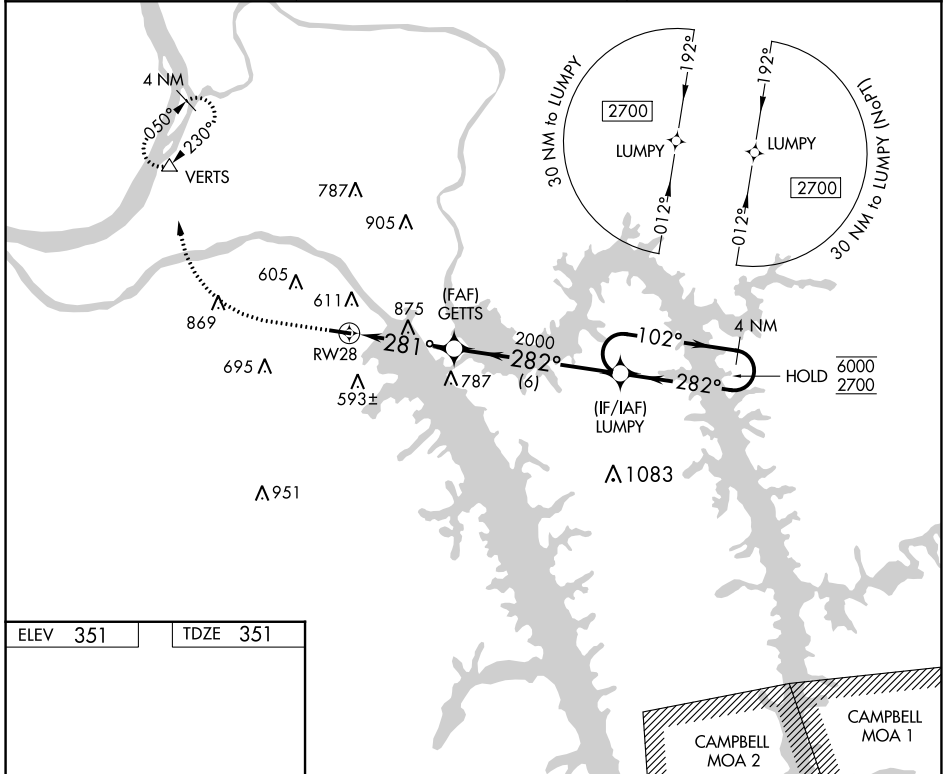 4 NM
050°
230°
VERTS
30 NM to LUMPY
2700
192°
LUMPY
012°
192°
LUMPY
2700
012°
30 NM to LUMPY (NoPT)
787
905
605
611
869
875
(FAF)
GETTS
RW28
281°
2000
282°
(6)
102°
4 NM
282°
HOLD
6000
2700
(IF/IAF)
LUMPY
695
593±
787
1083
951
ELEV 351
TDZE 351
CAMPBELL
MOA 2
CAMPBELL
MOA 1